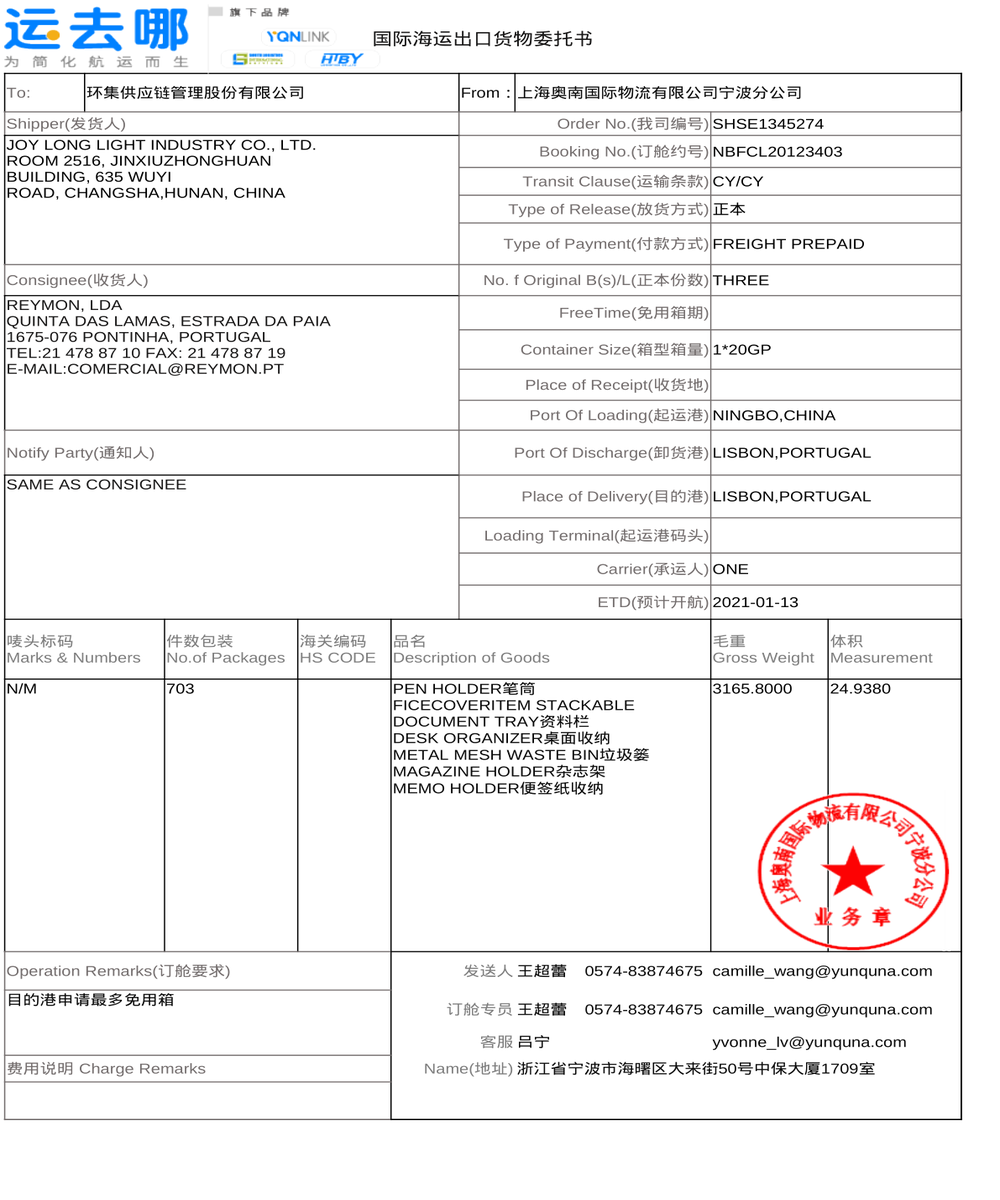 运去哪
为简化航运而生
旗下品牌
YQNLINK
HTBY
国际海运出口货物委托书
To: 环集供应链管理股份有限公司 From : 上海奥南国际物流有限公司宁波分公司
Shipper(发货人)
JOY LONG LIGHT INDUSTRY CO., LTD.
ROOM 2516, JINXIUZHONGHUAN
BUILDING, 635 WUYI
ROAD, CHANGSHA,HUNAN, CHINA
Order No.(我司编号) SHSE1345274
Booking No.(订舱约号) NBFCL20123403
Transit Clause(运输条款) CY/CY
Type of Release(放货方式) 正本
Type of Payment(付款方式) FREIGHT PREPAID
Consignee(收货人)
REYMON, LDA
QUINTA DAS LAMAS, ESTRADA DA PAIA
1675-076 PONTINHA, PORTUGAL
TEL:21 478 87 10 FAX: 21 478 87 19
E-MAIL:COMERCIAL@REYMON.PT
No. f Original B(s)/L(正本份数) THREE
FreeTime(免用箱期)
Container Size(箱型箱量) 1*20GP
Place of Receipt(收货地)
Port Of Loading(起运港) NINGBO,CHINA
Notify Party(通知人)
SAME AS CONSIGNEE
Port Of Discharge(卸货港) LISBON,PORTUGAL
Place of Delivery(目的港) LISBON,PORTUGAL
Loading Terminal(起运港码头)
Carrier(承运人) ONE
ETD(预计开航) 2021-01-13
唛头标码 件数包装 海关编码 品名 毛重 体积
Marks & Numbers No.of Packages HS CODE Description of Goods Gross Weight Measurement
N/M 703 PEN HOLDER笔筒 3165.8000 24.9380
FICECOVERITEM STACKABLE
DOCUMENT TRAY资料栏
DESK ORGANIZER桌面收纳
METAL MESH WASTE BIN垃圾篓
MAGAZINE HOLDER杂志架
MEMO HOLDER便签纸收纳
上海奥南国际物流有限公司宁波分公司
业务章
Operation Remarks(订舱要求)
目的港申请最多免用箱
费用说明 Charge Remarks
发送人 王超蕾 0574-83874675 camille_wang@yunquna.com
订舱专员 王超蕾 0574-83874675 camille_wang@yunquna.com
客服 吕宁 yvonne_lv@yunquna.com
Name(地址) 浙江省宁波市海曙区大来街50号中保大厦1709室